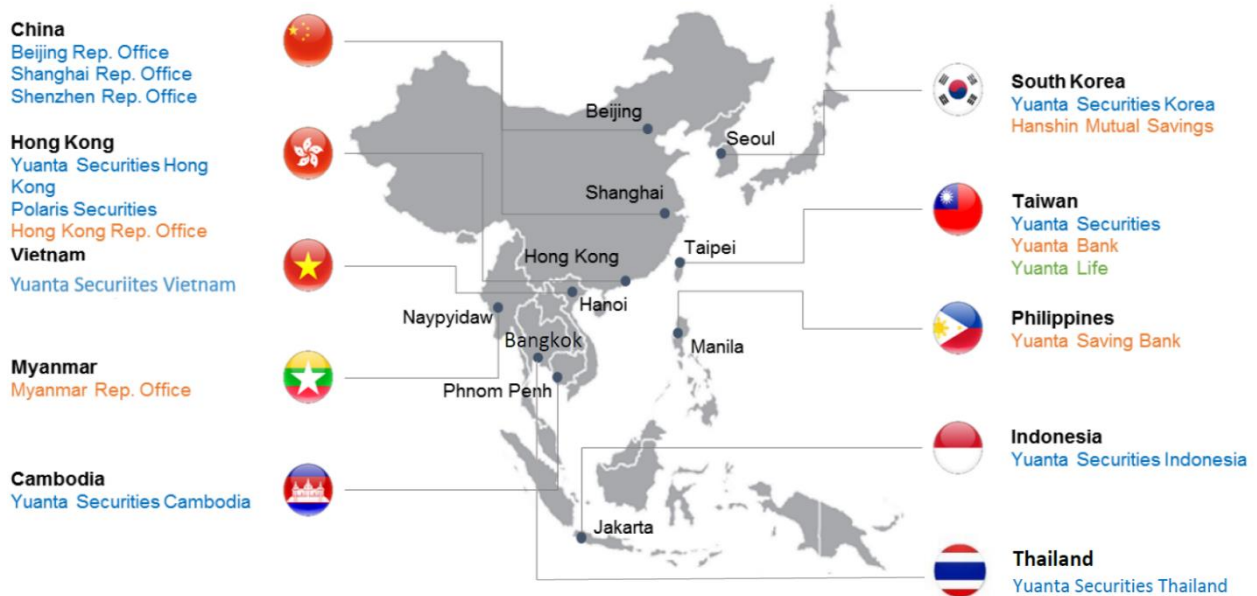 China
Beijing Rep. Office
Shanghai Rep. Office
Shenzhen Rep. Office
Hong Kong
Yuanta Securities Hong
Kong
Polaris Securities
Hong Kong Rep. Office
Vietnam
Yuanta Securiites Vietnam
Myanmar
Myanmar Rep. Office
Cambodia
Yuanta Securities Cambodia
Beijing
Seoul
Shanghai
Taipei
Hong Kong
Hanoi
Naypyidaw
Bangkok
Manila
Phnom Penh
Jakarta
South Korea
Yuanta Securities Korea
Hanshin Mutual Savings
Taiwan
Yuanta Securities
Yuanta Bank
Yuanta Life
Philippines
Yuanta Saving Bank
Indonesia
Yuanta Securities Indonesia
Thailand
Yuanta Securities Thailand